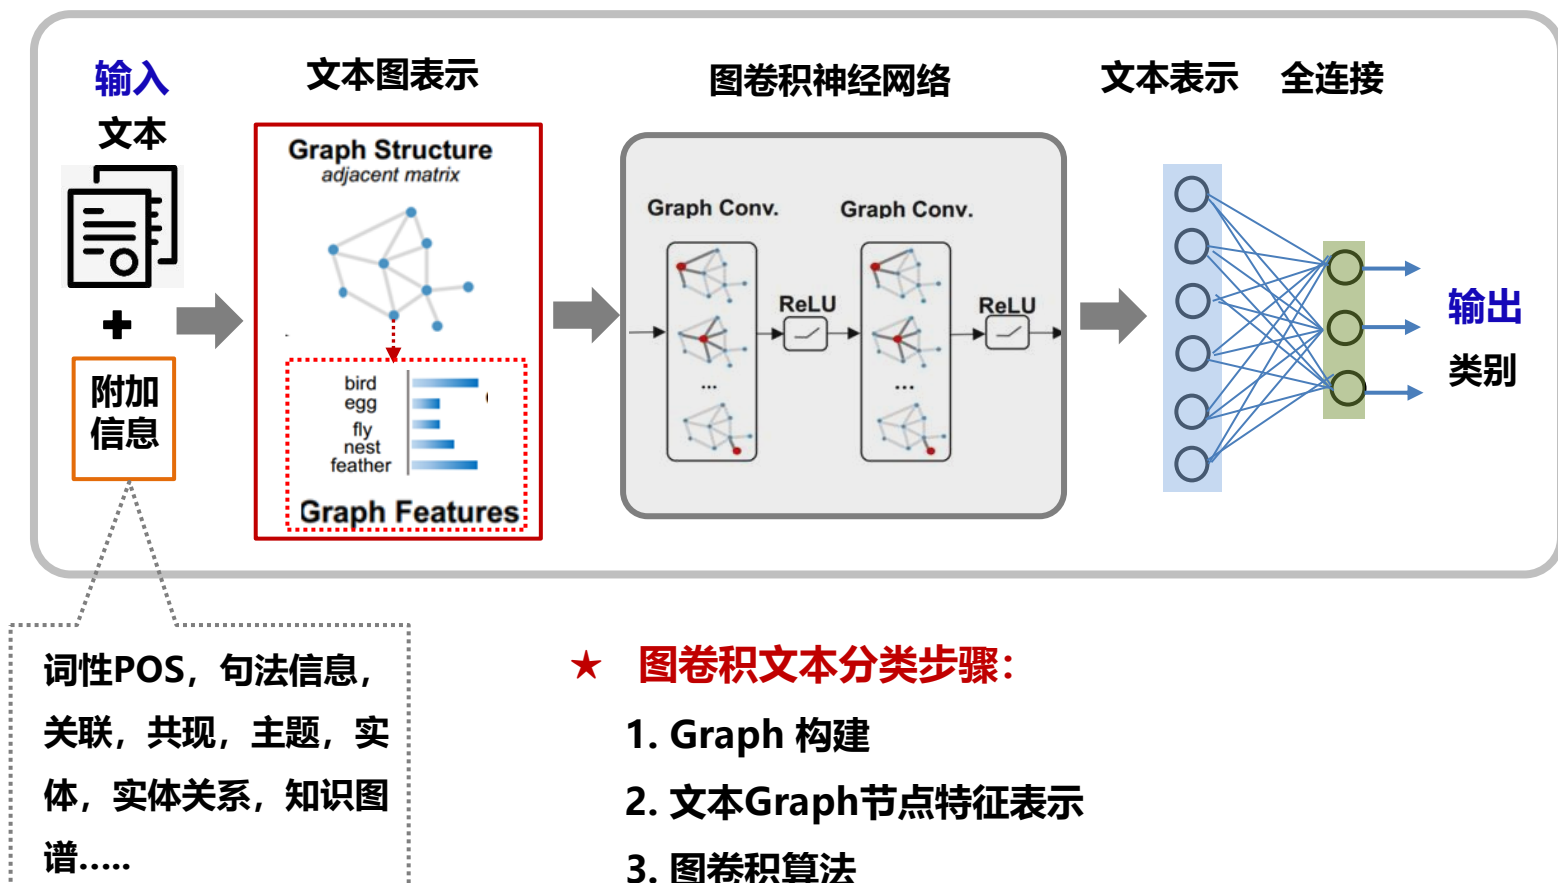 输入
文本
附加
信息
文本图表示
Graph Structure
adjacent matrix
bird
egg
fly
nest
feather
Graph Features
图卷积神经网络
Graph Conv.
ReLU
...
Graph Conv.
ReLU
...
文本表示
全连接
输出
类别
词性POS，句法信息，
关联，共现，主题，实
体，实体关系，知识图
谱.....
★ 图卷积文本分类步骤：
1. Graph 构建
2. 文本Graph节点特征表示
3. 图卷积算法